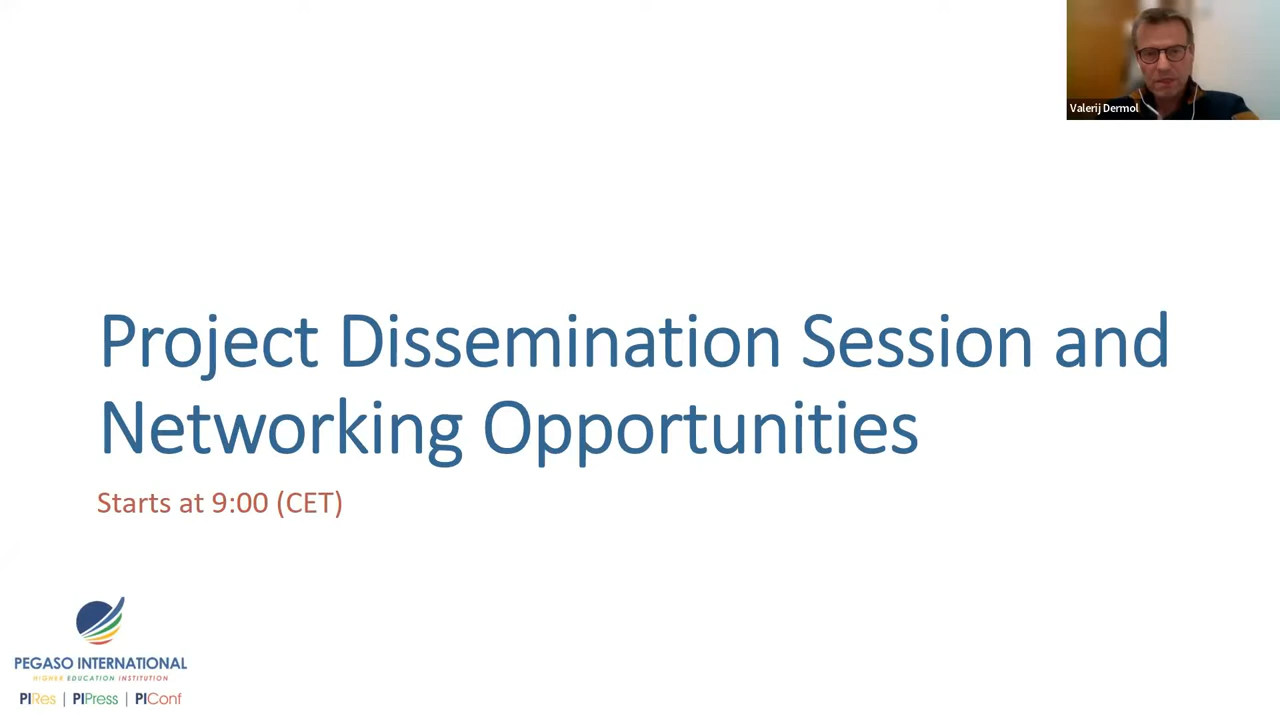 Valerij Dermol
Project Dissemination Session and
Networking Opportunities
Starts at 9:00 (CET)
PEGASO INTERNATIONAL
HIGHER EDUCATION INSTITUTION
PIRes | PIPress | PIConf